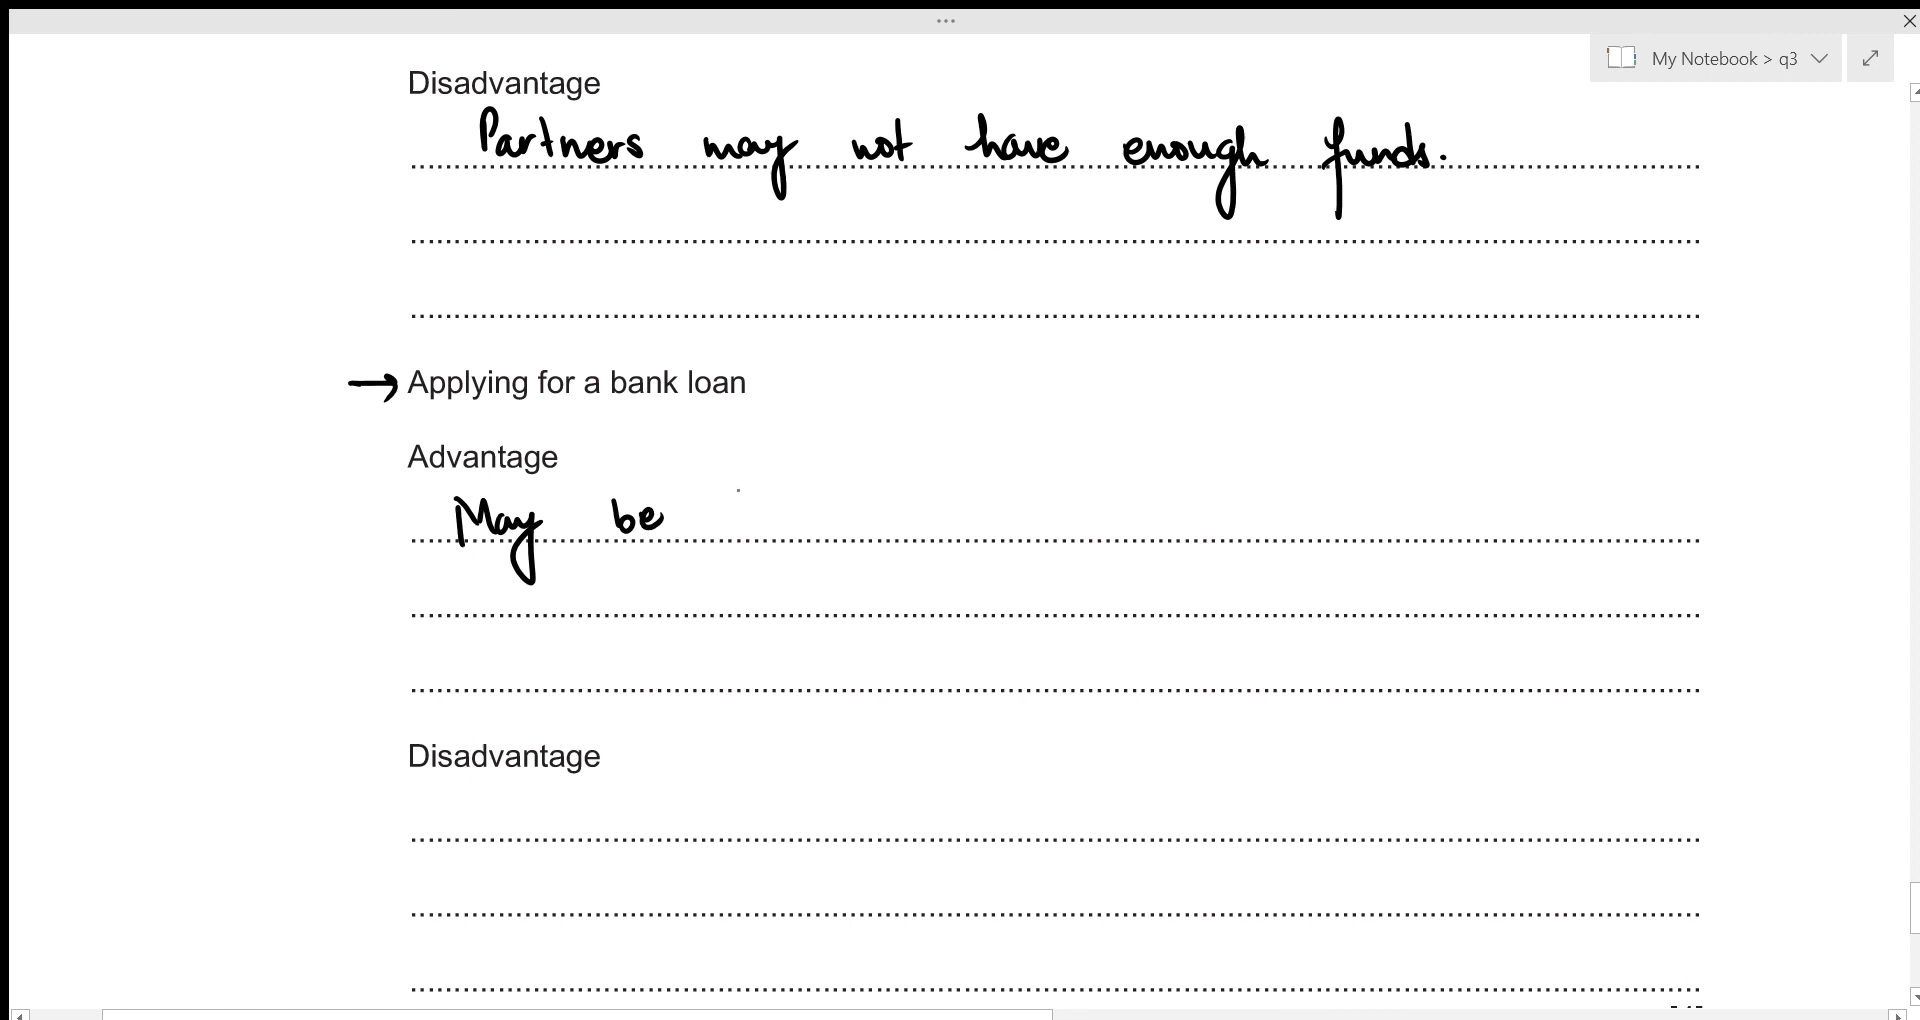 My Notebook > q3
Disadvantage
Partners may not have enough funds.
Applying for a bank loan
Advantage
May be
Disadvantage